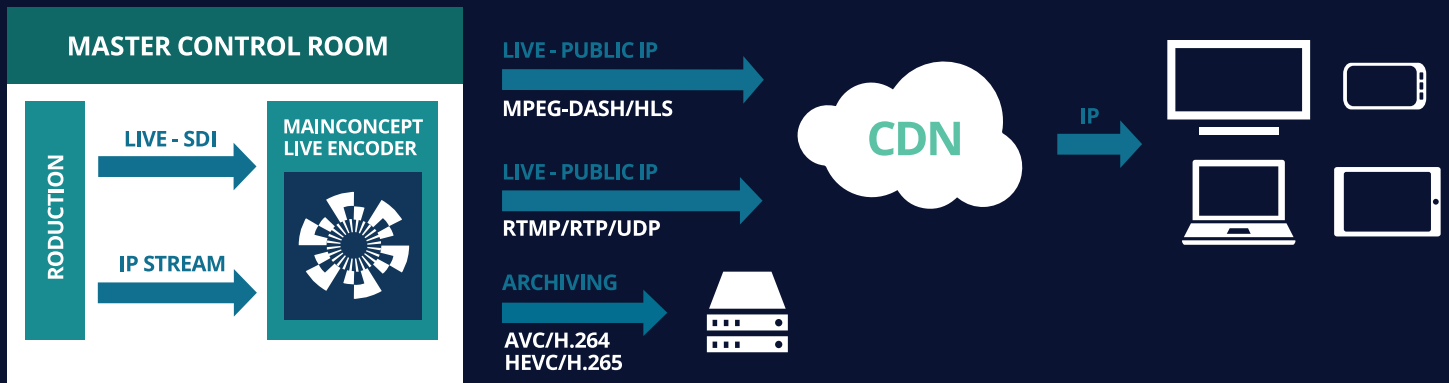 MASTER CONTROL ROOM
RODUCTION
LIVE - SDI
IP STREAM
MAINCONCEPT
LIVE ENCODER
LIVE - PUBLIC IP
MPEG-DASH/HLS
LIVE - PUBLIC IP
RTMP/RTP/UDP
ARCHIVING
AVC/H.264
HEVC/H.265
CDN
IP